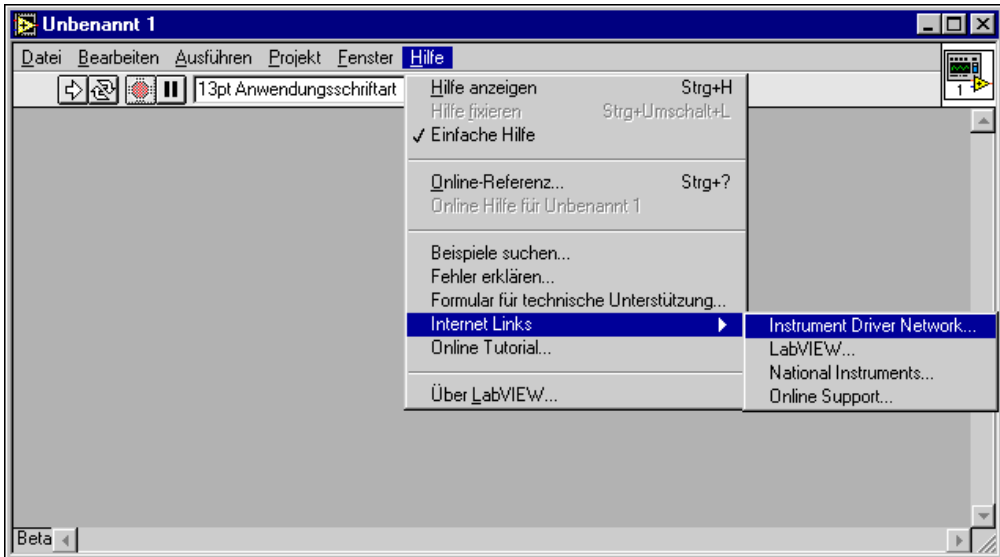 Unbenannt 1
Datei Bearbeiten Ausführen Projekt Fenster Hilfe
13pt Anwendungsschriftart
1
Hilfe anzeigen Strg+H
Hilfe fixieren Strg+Umschalt+L
✓ Einfache Hilfe
Online-Referenz... Strg+?
Online Hilfe für Unbenannt 1
Beispiele suchen...
Fehler erklären...
Formular für technische Unterstützung...
Internet Links
Online Tutorial...
Über LabVIEW...
Instrument Driver Network...
LabVIEW...
National Instruments...
Online Support...
Beta